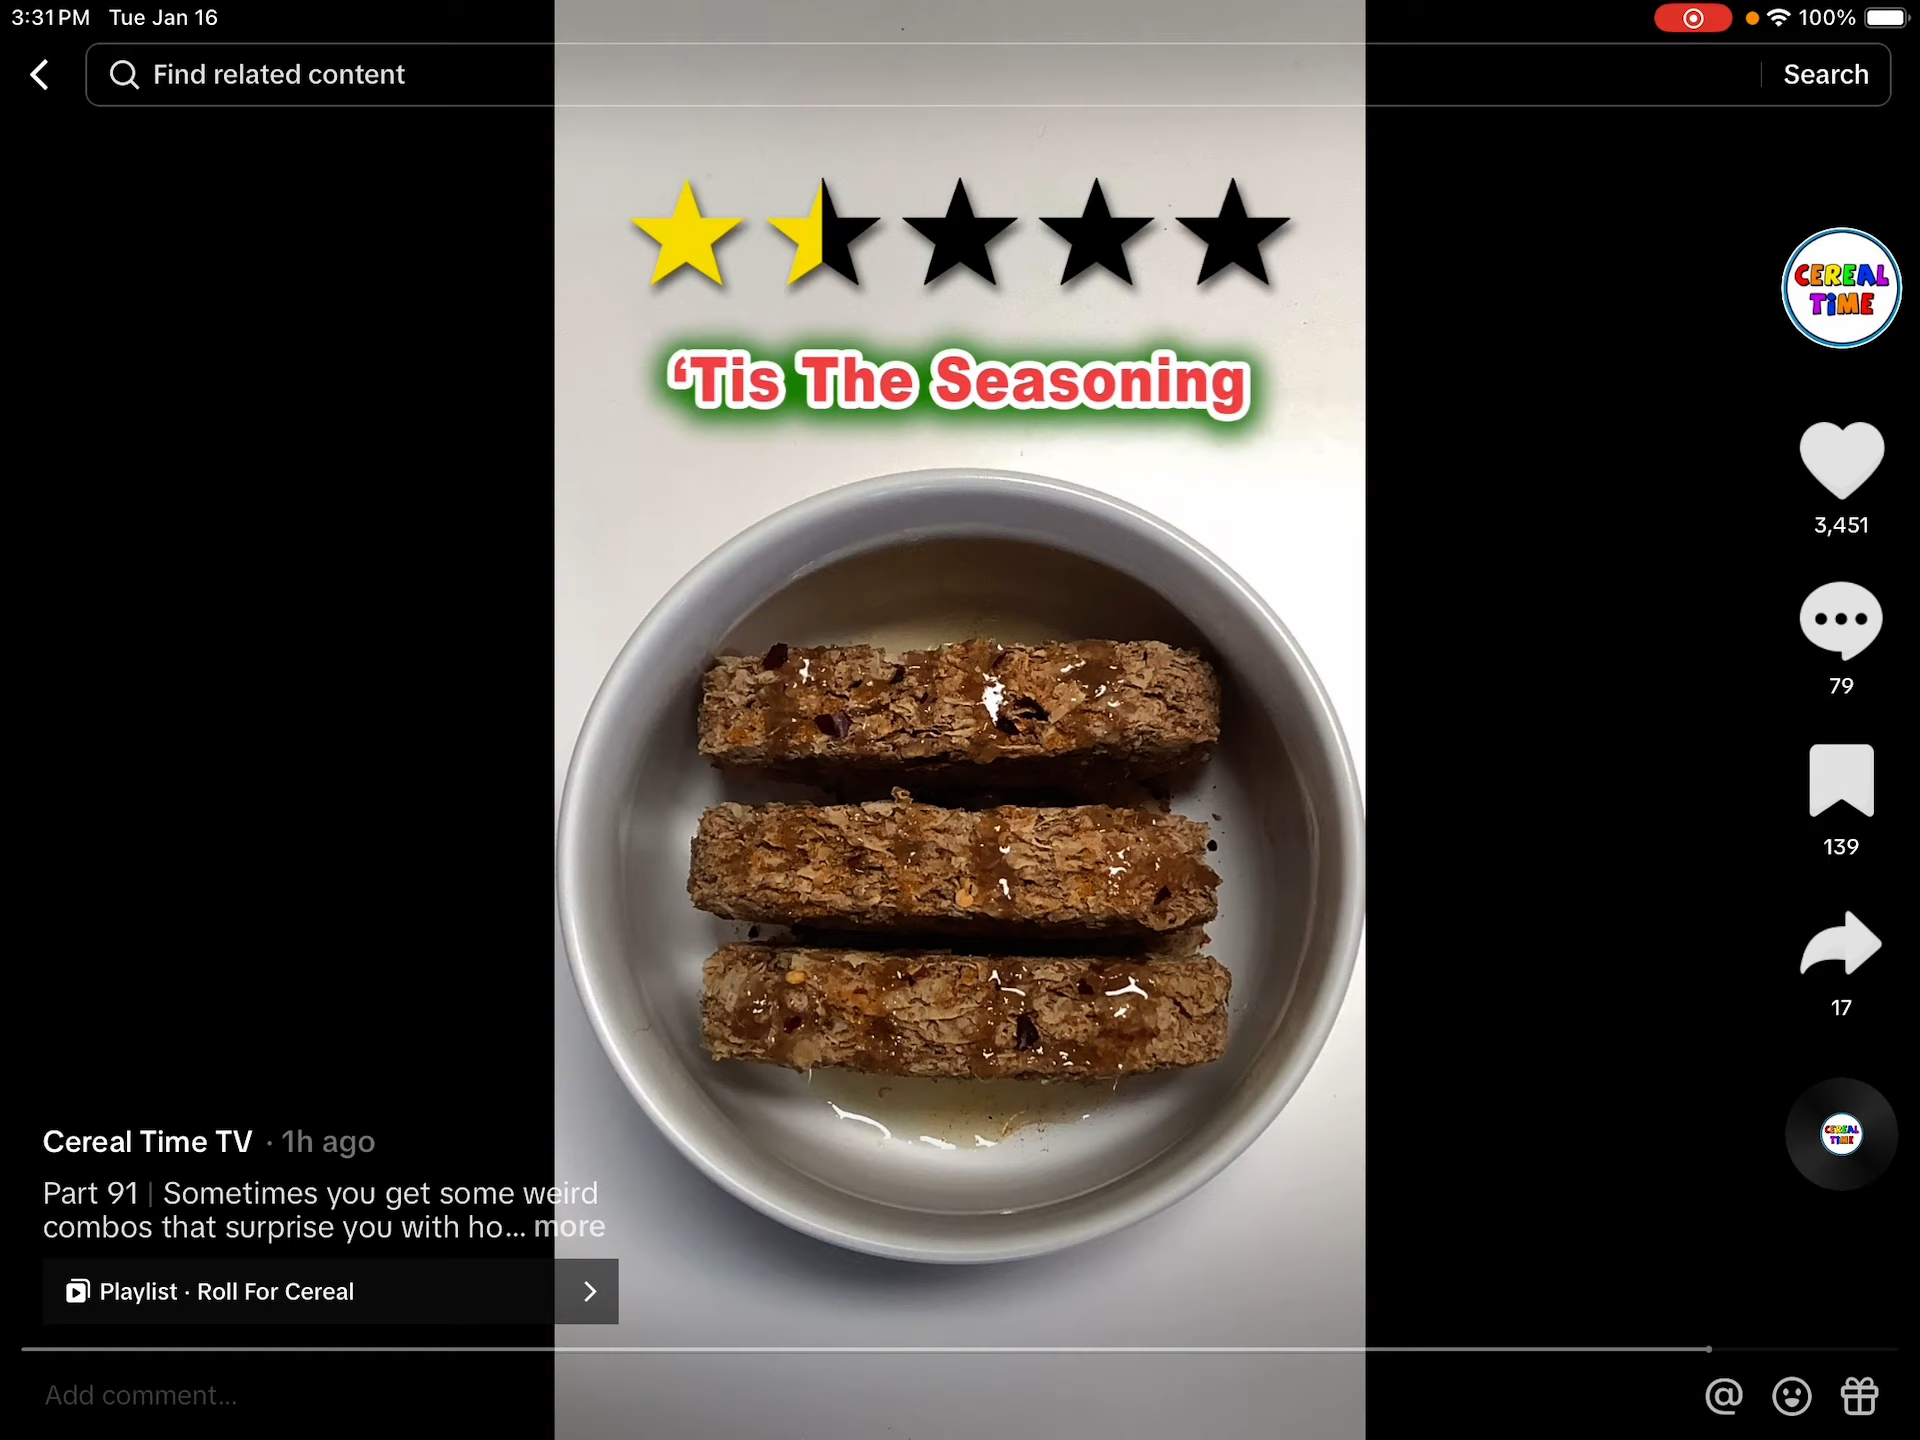 3:31 PM Tue Jan 16
100%
Find related content
Search
‘Tis The Seasoning
CEREAL
TIME
3,451
79
139
17
CEREAL
TIME
Cereal Time TV · 1h ago
Part 91 | Sometimes you get some weird
combos that surprise you with ho... more
Playlist · Roll For Cereal
Add comment...